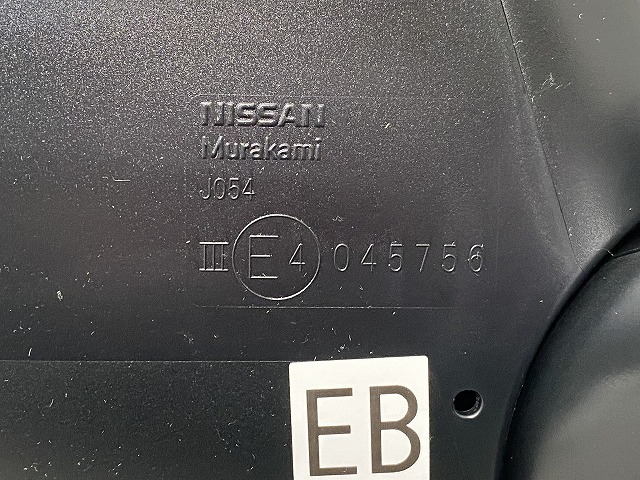 NISSAN
Murakami
J054
III E4 045756
EB